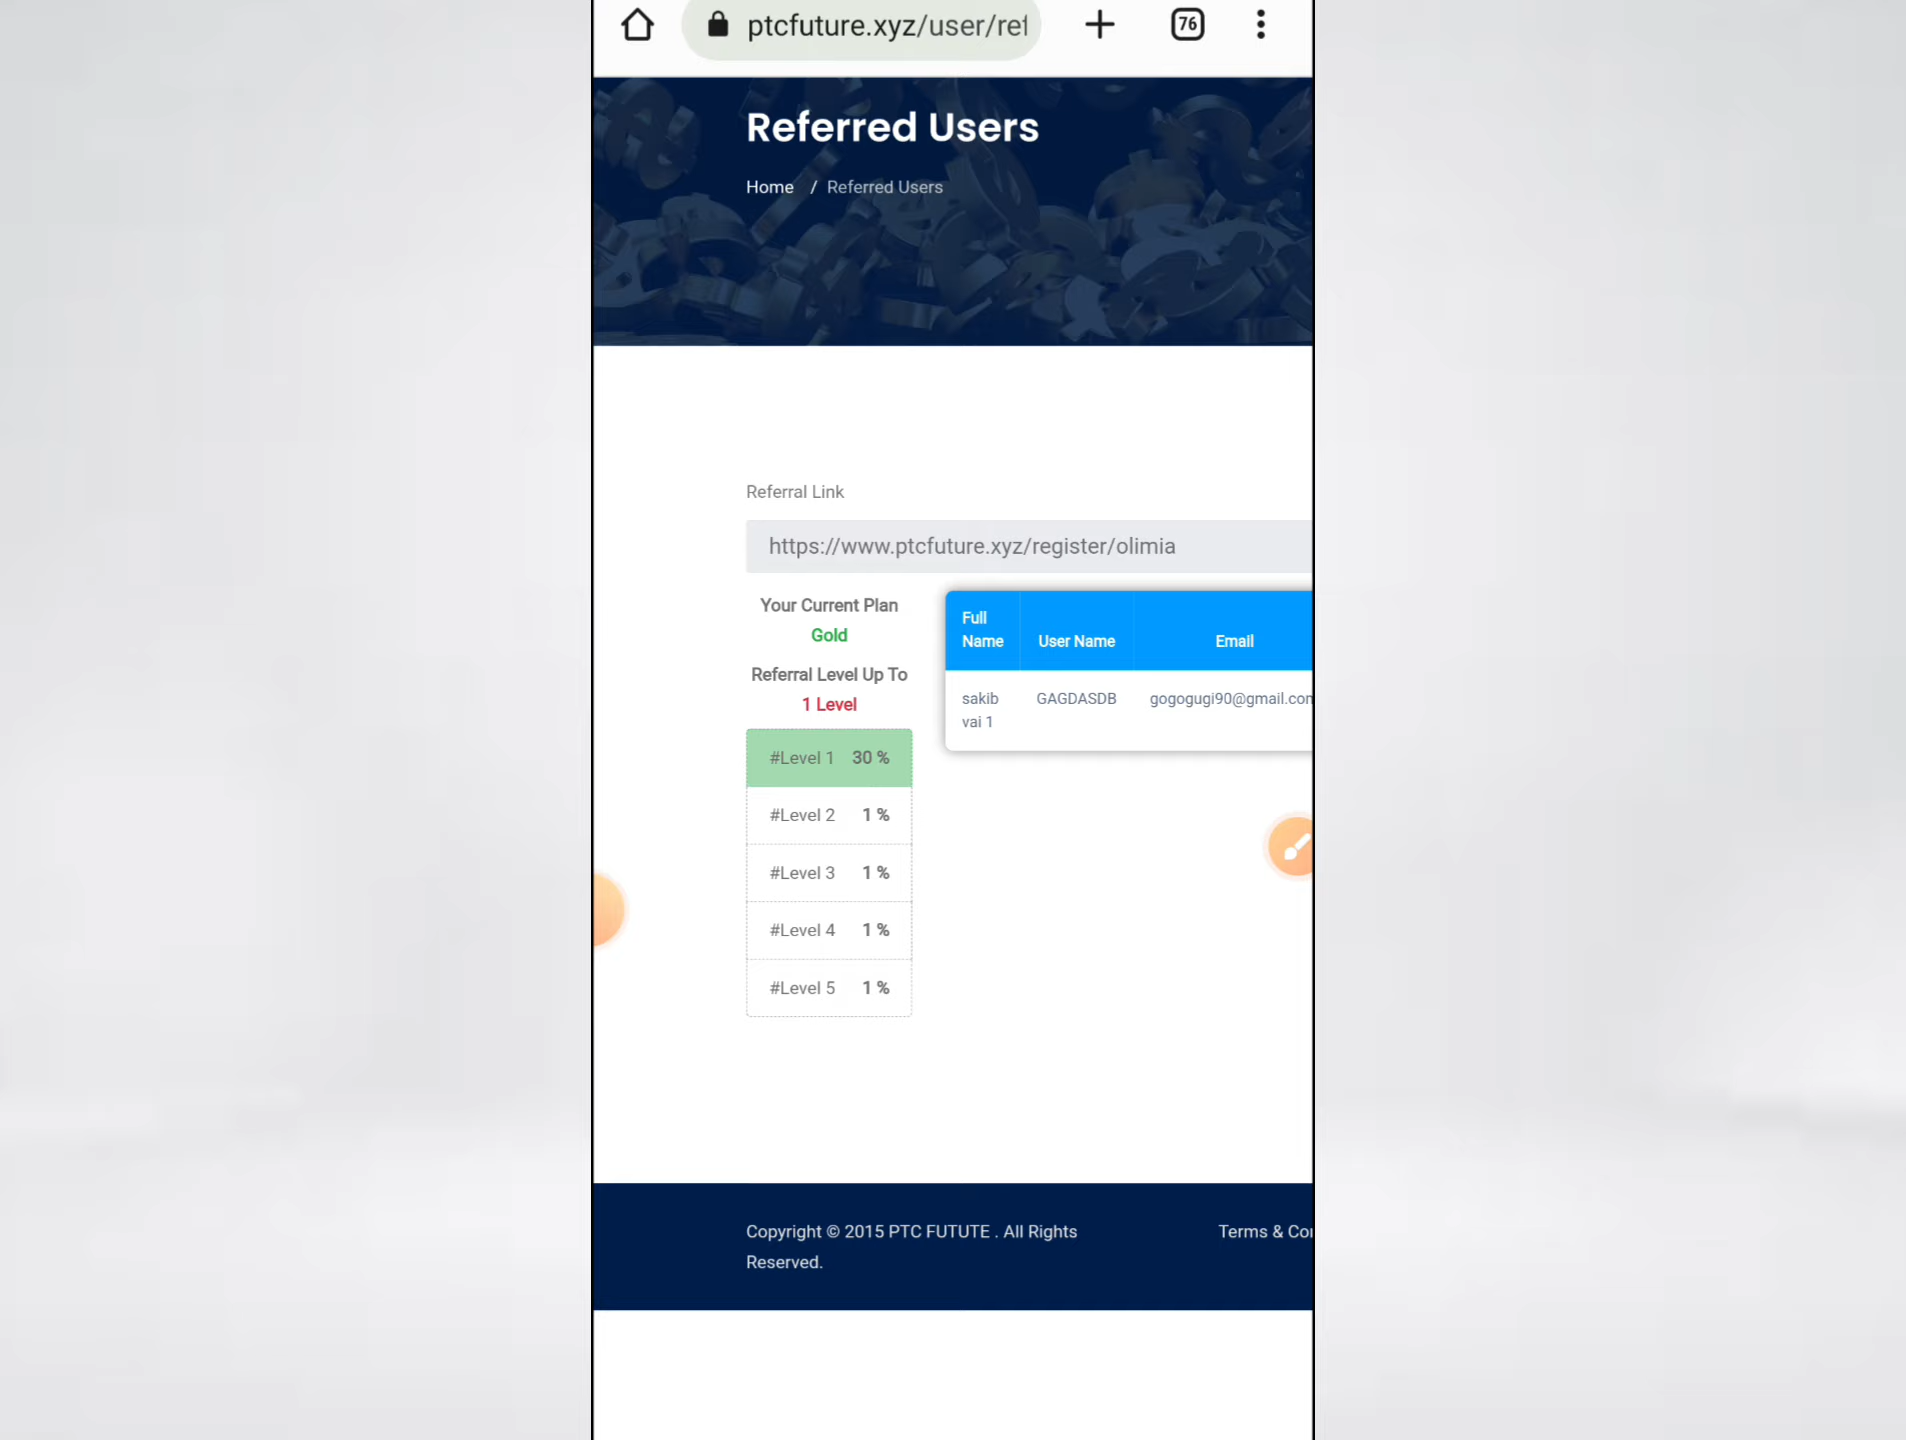 ptcfuture.xyz/user/ref
76
Referred Users
Home / Referred Users
Referral Link
https://www.ptcfuture.xyz/register/olimia
Your Current Plan
Gold
Referral Level Up To
1 Level
#Level 1 30 %
#Level 2 1 %
#Level 3 1 %
#Level 4 1 %
#Level 5 1 %
Full
Name User Name Email
sakib GAGDASDB gogogugi90@gmail.com
vai 1
Copyright © 2015 PTC FUTUTE . All Rights
Reserved.
Terms &